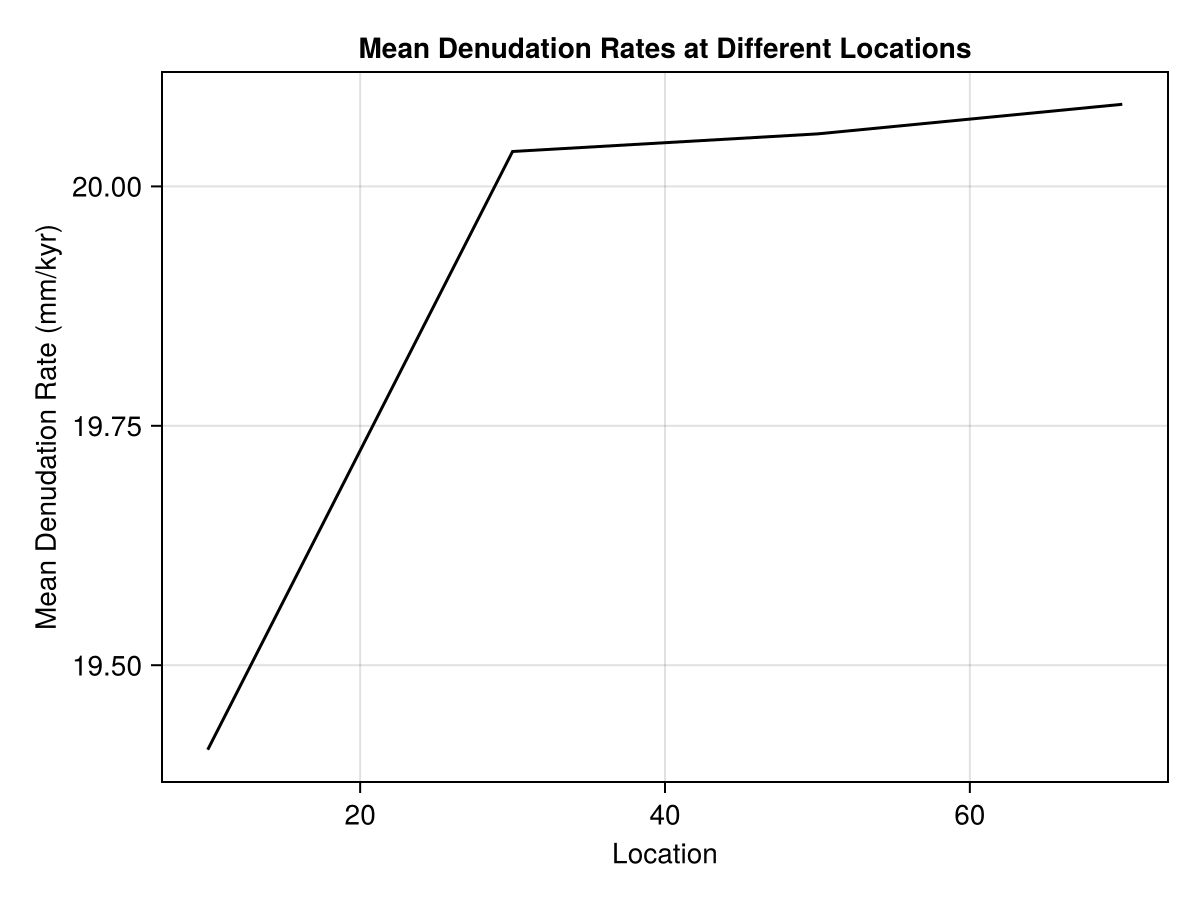 Mean Denudation Rates at Different Locations
Mean Denudation Rate (mm/kyr)
20.00
19.75
19.50
20
40
60
Location